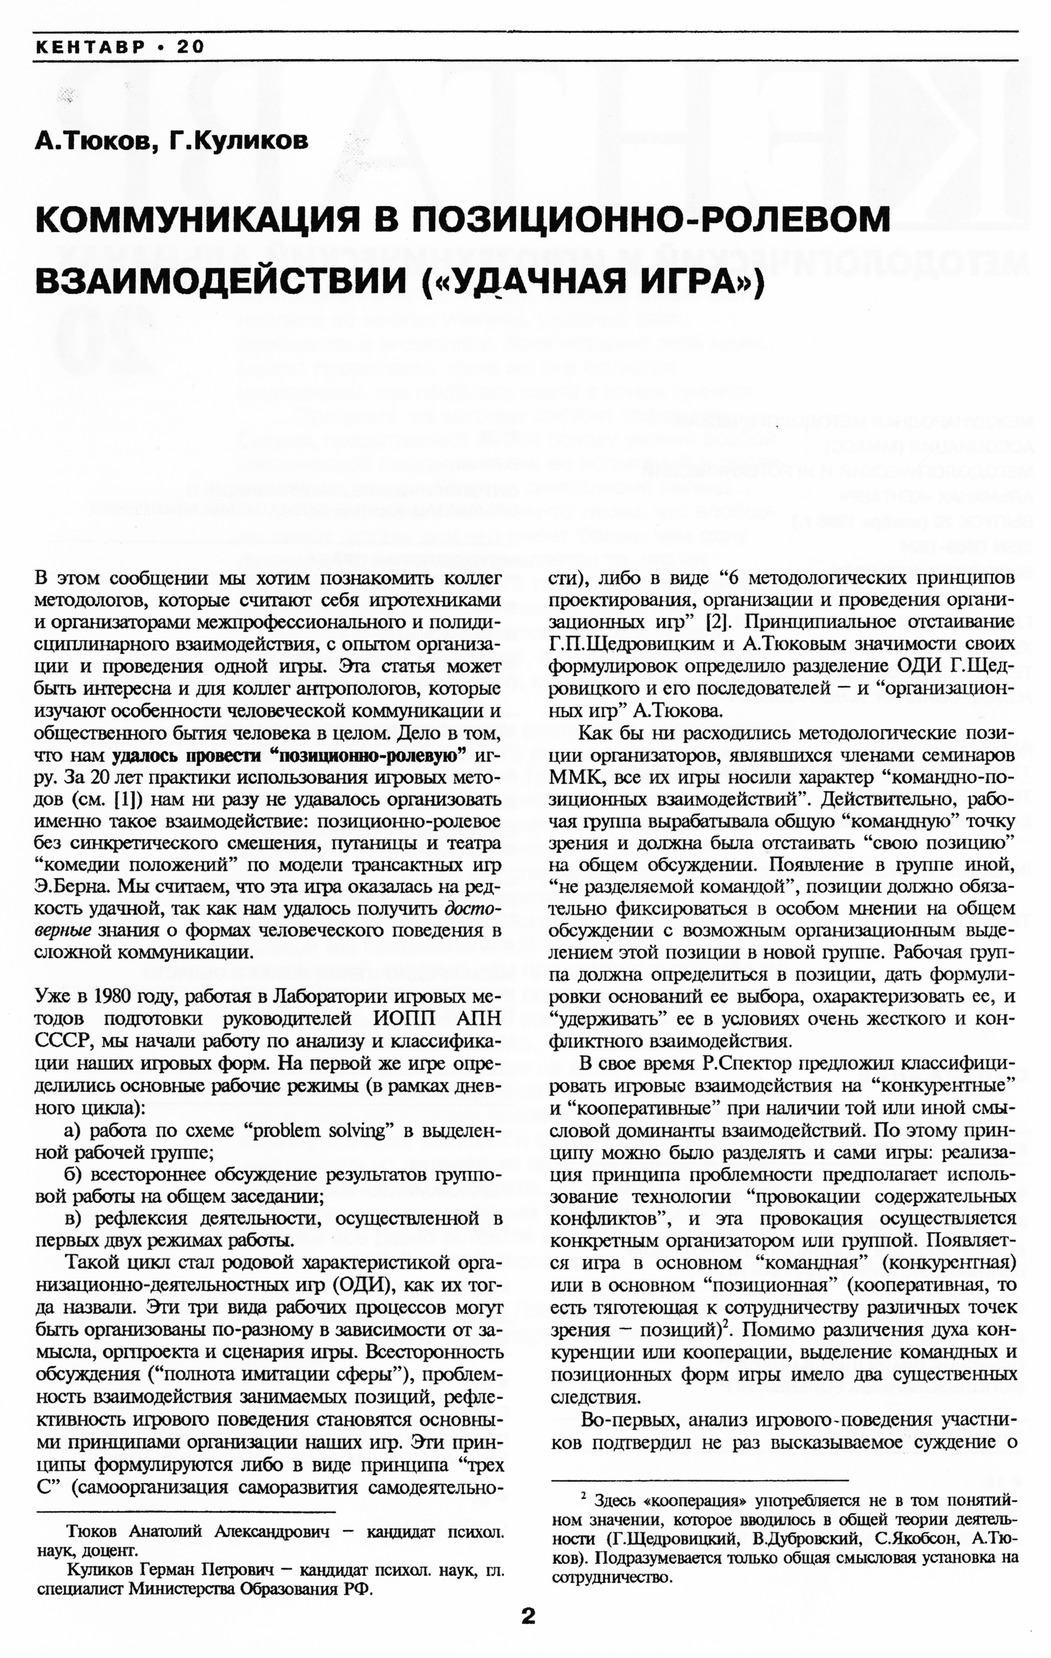 КЕНТАВР • 20
А.Тюков, Г.Куликов
КОММУНИКАЦИЯ В ПОЗИЦИОННО-РОЛЕВОМ
ВЗАИМОДЕЙСТВИИ («УДАЧНАЯ ИГРА»)
В этом сообщении мы хотим познакомить коллег
методологов, которые считают себя игротехниками
и организаторами межпрофессионального и полиди-
сциплинарного взаимодействия, с опытом организа-
ции и проведения одной игры. Эта статья может
быть интересна и для коллег антропологов, которые
изучают особенности человеческой коммуникации и
общественного бытия человека в целом. Дело в том,
что нам удалось провести “позиционно-ролевую” иг-
ру. За 20 лет практики использования игровых мето-
дов (см. [1]) нам ни разу не удавалось организовать
именно такое взаимодействие: позиционно-ролевое
без синкретического смешения, путаницы и театра
“комедии положений” по модели трансактных игр
Э.Берна. Мы считаем, что эта игра оказалась на ред-
кость удачной, так как нам удалось получить досто-
верные знания о формах человеческого поведения в
сложной коммуникации.
Уже в 1980 году, работая в Лаборатории игровых ме-
тодов подготовки руководителей ИОПП АПН
СССР, мы начали работу по анализу и классифика-
ции наших игровых форм. На первой же игре опре-
делились основные рабочие режимы (в рамках днев-
ного цикла):
а) работа по схеме “problem solving” в выделен-
ной рабочей группе;
б) всестороннее обсуждение результатов группо-
вой работы на общем заседании;
в) рефлексия деятельности, осуществленной в
первых двух режимах работы.
Такой цикл стал родовой характеристикой орга-
низационно-деятельностных игр (ОДИ), как их тог-
да назвали. Эти три вида рабочих процессов могут
быть организованы по-разному в зависимости от за-
мысла, оргпроекта и сценария игры. Всесторонность
обсуждения (“полнота имитации сферы”), проблем-
ность взаимодействия занимаемых позиций, рефле-
ктивность игрового поведения становятся основны-
ми принципами организации наших игр. Эти прин-
ципы формулируются либо в виде принципа “трех
С” (самоорганизация саморазвития самодеятельно-
Тюков Анатолий Александрович — кандидат психол.
наук, доцент.
Куликов Герман Петрович — кандидат психол. наук, гл.
специалист Министерства Образования РФ.
сти), либо в виде “6 методологических принципов
проектирования, организации и проведения органи-
зационных игр” [2]. Принципиальное отстаивание
Г.П.Щедровицким и А.Тюковым значимости своих
формулировок определило разделение ОДИ Г.Щед-
ровицкого и его последователей — и “организацион-
ных игр” А.Тюкова.
Как бы ни расходились методологические пози-
ции организаторов, являвшихся членами семинаров
ММК, все их игры носили характер “командно-по-
зиционных взаимодействий”. Действительно, рабо-
чая группа вырабатывала общую “командную” точку
зрения и должна была отстаивать “свою позицию”
на общем обсуждении. Появление в группе иной,
“не разделяемой командой”, позиции должно обяза-
тельно фиксироваться в особом мнении на общем
обсуждении с возможным организационным выде-
лением этой позиции в новой группе. Рабочая груп-
па должна определиться в позиции, дать формули-
ровки оснований ее выбора, охарактеризовать ее, и
“удерживать” ее в условиях очень жесткого и кон-
фликтного взаимодействия.
В свое время Р.Спектор предложил классифици-
ровать игровые взаимодействия на “конкурентные”
и “кооперативные” при наличии той или иной смы-
словой доминанты взаимодействий. По этому прин-
ципу можно было разделять и сами игры: реализа-
ция принципа проблемности предполагает исполь-
зование технологии “провокации содержательных
конфликтов”, и эта провокация осуществляется
конкретным организатором или группой. Появляет-
ся игра в основном “командная” (конкурентная)
или в основном “позиционная” (кооперативная, то
есть тяготеющая к сотрудничеству различных точек
зрения — позиций)². Помимо различения духа кон-
куренции или кооперации, выделение командных и
позиционных форм игры имело два существенных
следствия.
Во-первых, анализ игрового-поведения участни-
ков подтвердил не раз высказываемое суждение о
² Здесь «кооперация» употребляется не в том понятий-
ном значении, которое вводилось в общей теории деятель-
ности (Г.Щедровицкий, В.Дубровский, С.Якобсон, А.Тю-
ков). Подразумевается только общая смысловая установка на
сотрудничество.
2